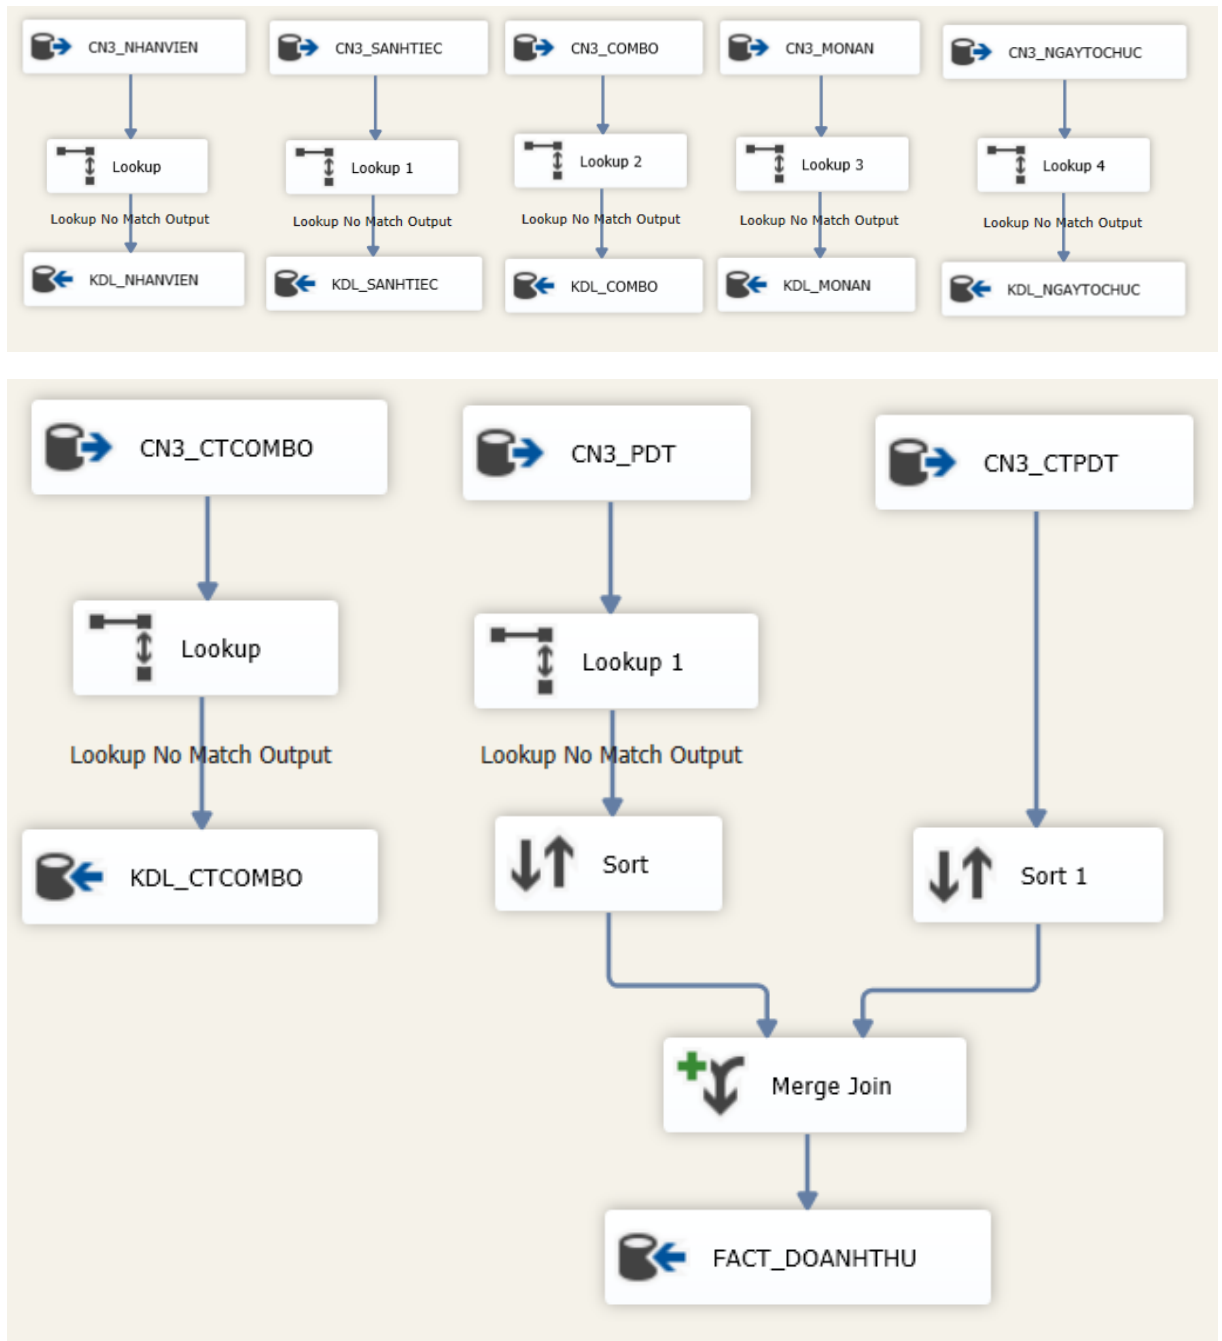 CN3_NHANVIEN
CN3_SANHTIEC
CN3_COMBO
CN3_MONAN
CN3_NGAYTOCHUC
Lookup
Lookup 1
Lookup 2
Lookup 3
Lookup 4
Lookup No Match Output
Lookup No Match Output
Lookup No Match Output
Lookup No Match Output
Lookup No Match Output
KDL_NHANVIEN
KDL_SANHTIEC
KDL_COMBO
KDL_MONAN
KDL_NGAYTOCHUC
CN3_CTCOMBO
CN3_PDT
CN3_CTPDT
Lookup
Lookup 1
Lookup No Match Output
Lookup No Match Output
Sort
Sort 1
KDL_CTCOMBO
Merge Join
FACT_DOANHTHU